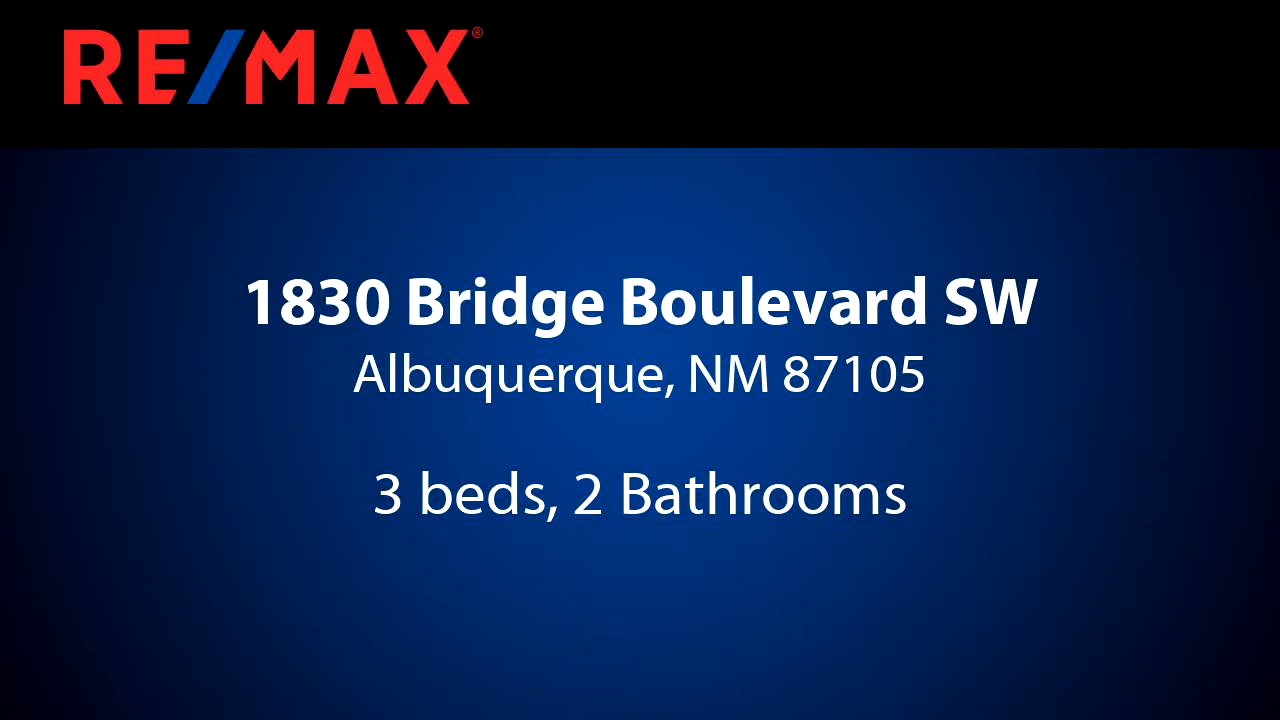 RE/MAX®
1830 Bridge Boulevard SW
Albuquerque, NM 87105
3 beds, 2 Bathrooms